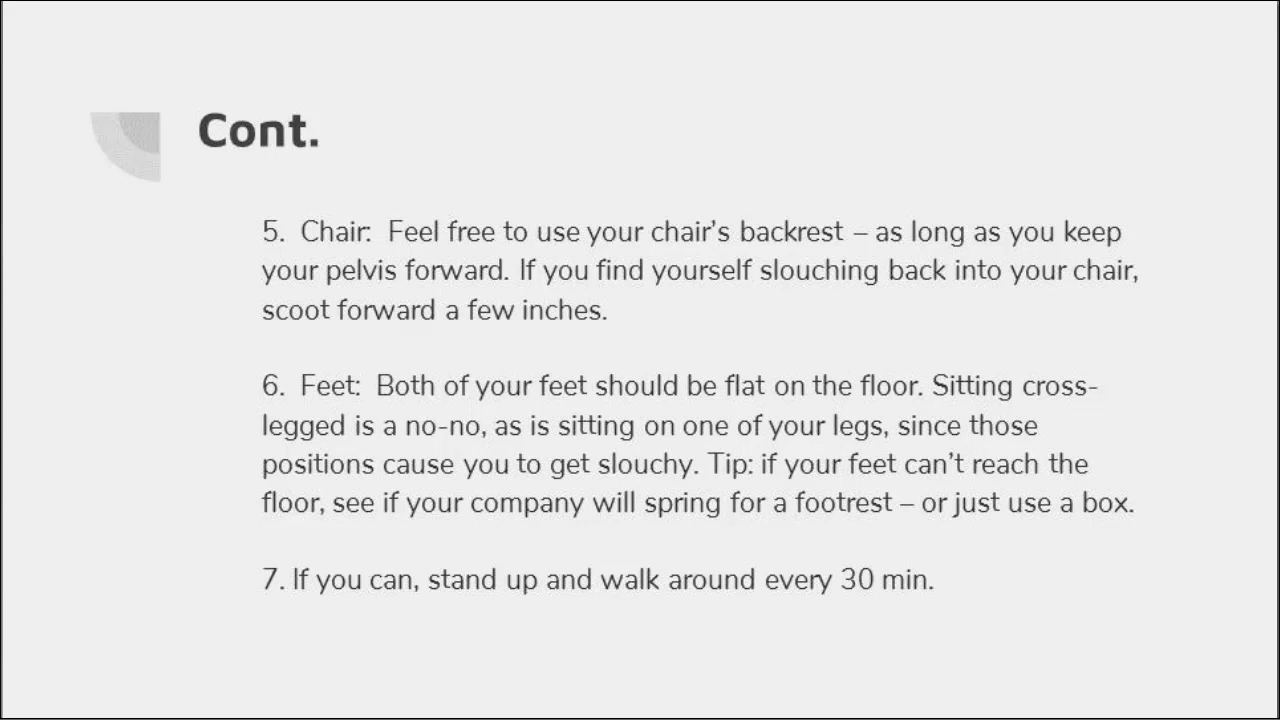 Cont.
5.  Chair:  Feel free to use your chair’s backrest – as long as you keep
your pelvis forward. If you find yourself slouching back into your chair,
scoot forward a few inches.
6.  Feet:  Both of your feet should be flat on the floor. Sitting cross-
legged is a no-no, as is sitting on one of your legs, since those
positions cause you to get slouchy. Tip: if your feet can’t reach the
floor, see if your company will spring for a footrest – or just use a box.
7. If you can, stand up and walk around every 30 min.